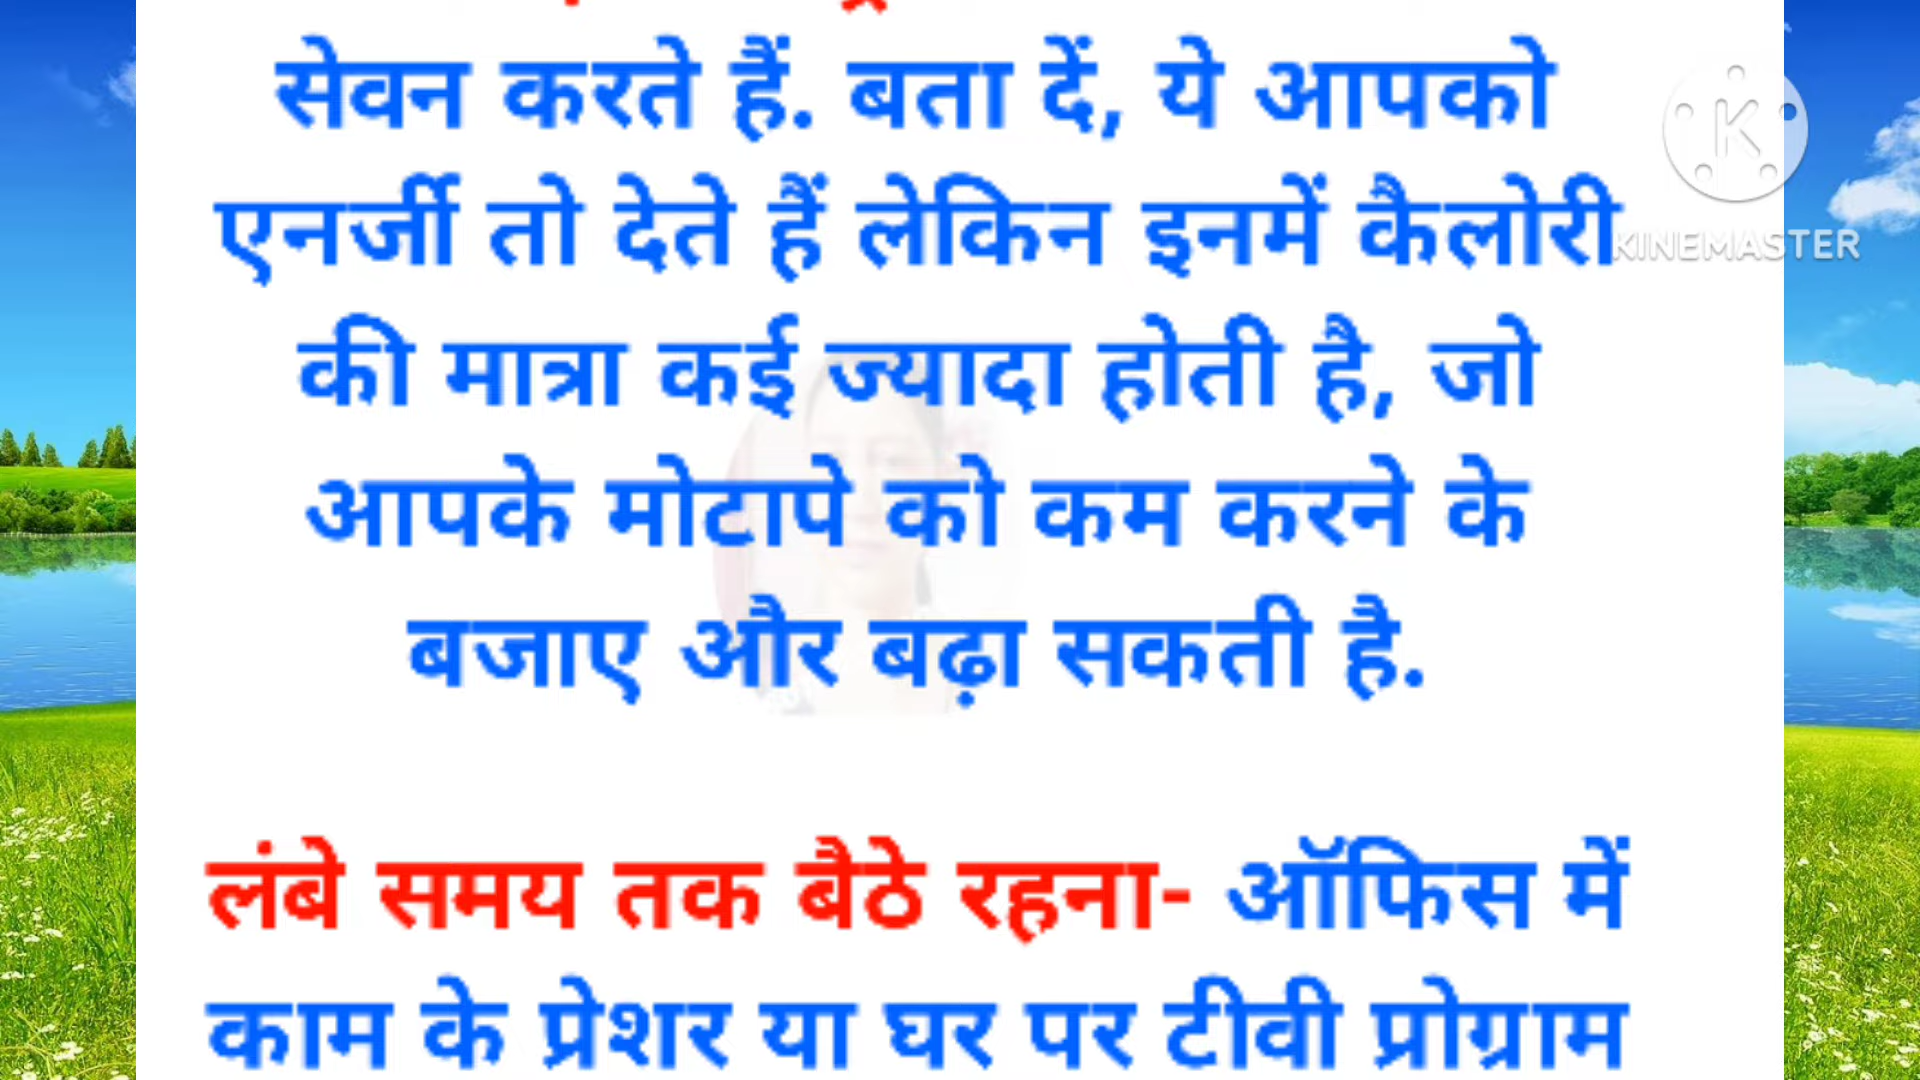 सेवन करते हैं. बता दें, ये आपको
एनर्जी तो देते हैं लेकिन इनमें कैलोरी
की मात्रा कई ज्यादा होती है, जो
आपके मोटापे को कम करने के
बजाए और बढ़ा सकती है.
लंबे समय तक बैठे रहना- ऑफिस में
काम के प्रेशर या घर पर टीवी प्रोग्राम
K
KINEMASTER